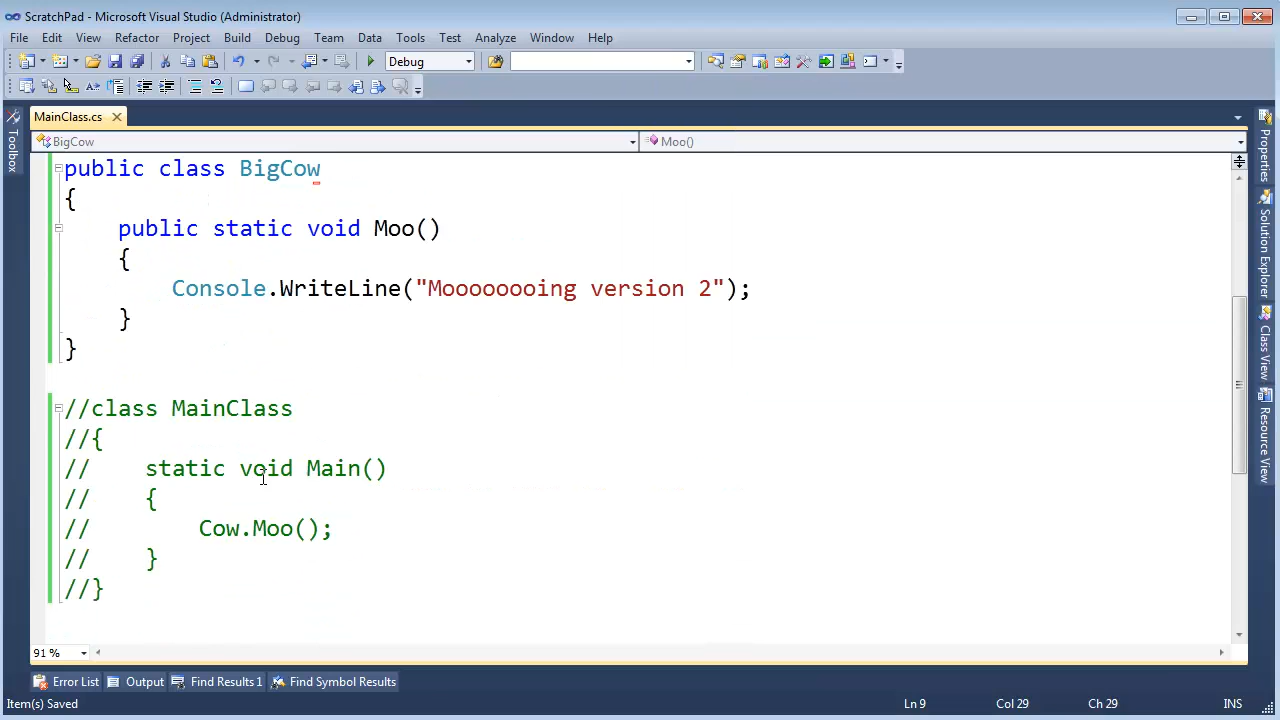 ScratchPad - Microsoft Visual Studio (Administrator)
File Edit View Refactor Project Build Debug Team Data Tools Test Analyze Window Help
Debug
MainClass.cs
BigCow Moo()
public class BigCow
{
public static void Moo()
{
Console.WriteLine("Moooooooing version 2");
}
}
//class MainClass
//{
// static void Main()
// {
// Cow.Moo();
// }
//}
91 %
Toolbox
Properties
Solution Explorer
Class View
Resource View
Error List Output Find Results 1 Find Symbol Results
Item(s) Saved Ln 9 Col 29 Ch 29 INS